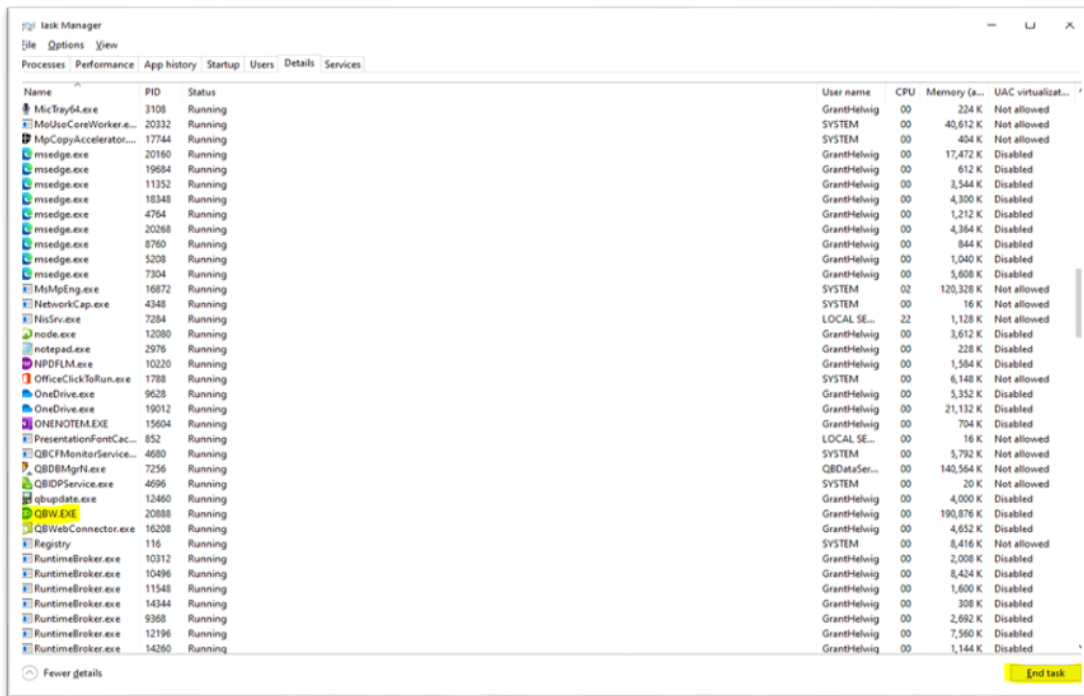 Task Manager
File Options View
Processes Performance App history Startup Users Details Services
Name PID Status User name CPU Memory (a... UAC virtualizat...
MicTray64.exe 3108 Running GrantHelwig 00 224 K Not allowed
MoUsoCoreWorker.e... 20332 Running SYSTEM 00 40,612 K Not allowed
MpCopyAccelerator.... 17744 Running SYSTEM 00 404 K Not allowed
msedge.exe 20160 Running GrantHelwig 00 17,472 K Disabled
msedge.exe 19684 Running GrantHelwig 00 612 K Disabled
msedge.exe 11352 Running GrantHelwig 00 3,544 K Disabled
msedge.exe 18348 Running GrantHelwig 00 4,300 K Disabled
msedge.exe 4764 Running GrantHelwig 00 1,212 K Disabled
msedge.exe 20268 Running GrantHelwig 00 4,364 K Disabled
msedge.exe 8760 Running GrantHelwig 00 844 K Disabled
msedge.exe 5208 Running GrantHelwig 00 1,040 K Disabled
msedge.exe 7304 Running GrantHelwig 00 5,608 K Disabled
MsMpEng.exe 16872 Running SYSTEM 02 120,328 K Not allowed
NetworkCap.exe 4348 Running SYSTEM 00 16 K Not allowed
NisSrv.exe 7284 Running LOCAL SE... 22 1,128 K Not allowed
node.exe 12080 Running GrantHelwig 00 3,612 K Disabled
notepad.exe 2976 Running GrantHelwig 00 228 K Disabled
NPDFLM.exe 10220 Running GrantHelwig 00 1,584 K Disabled
OfficeClickToRun.exe 1788 Running SYSTEM 00 6,148 K Not allowed
OneDrive.exe 9628 Running GrantHelwig 00 5,352 K Disabled
OneDrive.exe 19012 Running GrantHelwig 00 21,132 K Disabled
ONENOTEM.EXE 15604 Running GrantHelwig 00 704 K Disabled
PresentationFontCac... 852 Running LOCAL SE... 00 16 K Not allowed
QBCFMonitorService... 4680 Running SYSTEM 00 5,792 K Not allowed
QBDBMgrN.exe 7256 Running QBDataSer... 00 140,564 K Not allowed
QBIDPService.exe 4696 Running SYSTEM 00 20 K Not allowed
qbupdate.exe 12460 Running GrantHelwig 00 4,000 K Disabled
QBW.EXE 20888 Running GrantHelwig 00 190,876 K Disabled
QBWebConnector.exe 16208 Running GrantHelwig 00 4,652 K Disabled
Registry 116 Running SYSTEM 00 8,416 K Not allowed
RuntimeBroker.exe 10312 Running GrantHelwig 00 2,008 K Disabled
RuntimeBroker.exe 10496 Running GrantHelwig 00 8,424 K Disabled
RuntimeBroker.exe 11548 Running GrantHelwig 00 1,600 K Disabled
RuntimeBroker.exe 14344 Running GrantHelwig 00 308 K Disabled
RuntimeBroker.exe 9368 Running GrantHelwig 00 2,692 K Disabled
RuntimeBroker.exe 12196 Running GrantHelwig 00 7,560 K Disabled
RuntimeBroker.exe 14260 Running GrantHelwig 00 1,144 K Disabled
Fewer details End task